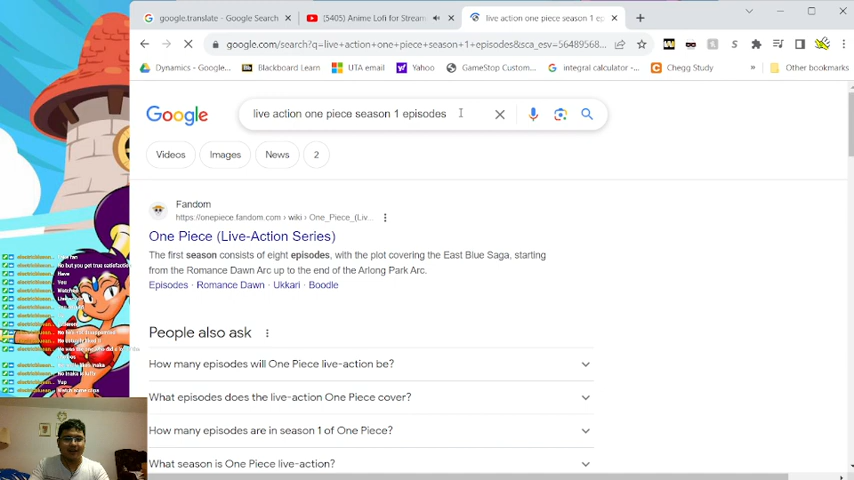 google.translate - Google Search
(5405) Anime Lofi for Stream
live action one piece season 1 ep
google.com/search?q=live+action+one+piece+season+1+episodes&sca_esv=56489568...
Dynamics - Google...
Blackboard Learn
UTA email
Yahoo
GameStop Custom...
integral calculator -...
Chegg Study
»
Other bookmarks
Google
live action one piece season 1 episodes
Videos
Images
News
2
Fandom
https://onepiece.fandom.com › wiki › One_Piece_(Liv...
One Piece (Live-Action Series)
The first season consists of eight episodes, with the plot covering the East Blue Saga, starting
from the Romance Dawn Arc up to the end of the Arlong Park Arc.
Episodes · Romance Dawn · Ukkari · Boodle
People also ask
How many episodes will One Piece live-action be?
What episodes does the live-action One Piece cover?
How many episodes are in season 1 of One Piece?
What season is One Piece live-action?